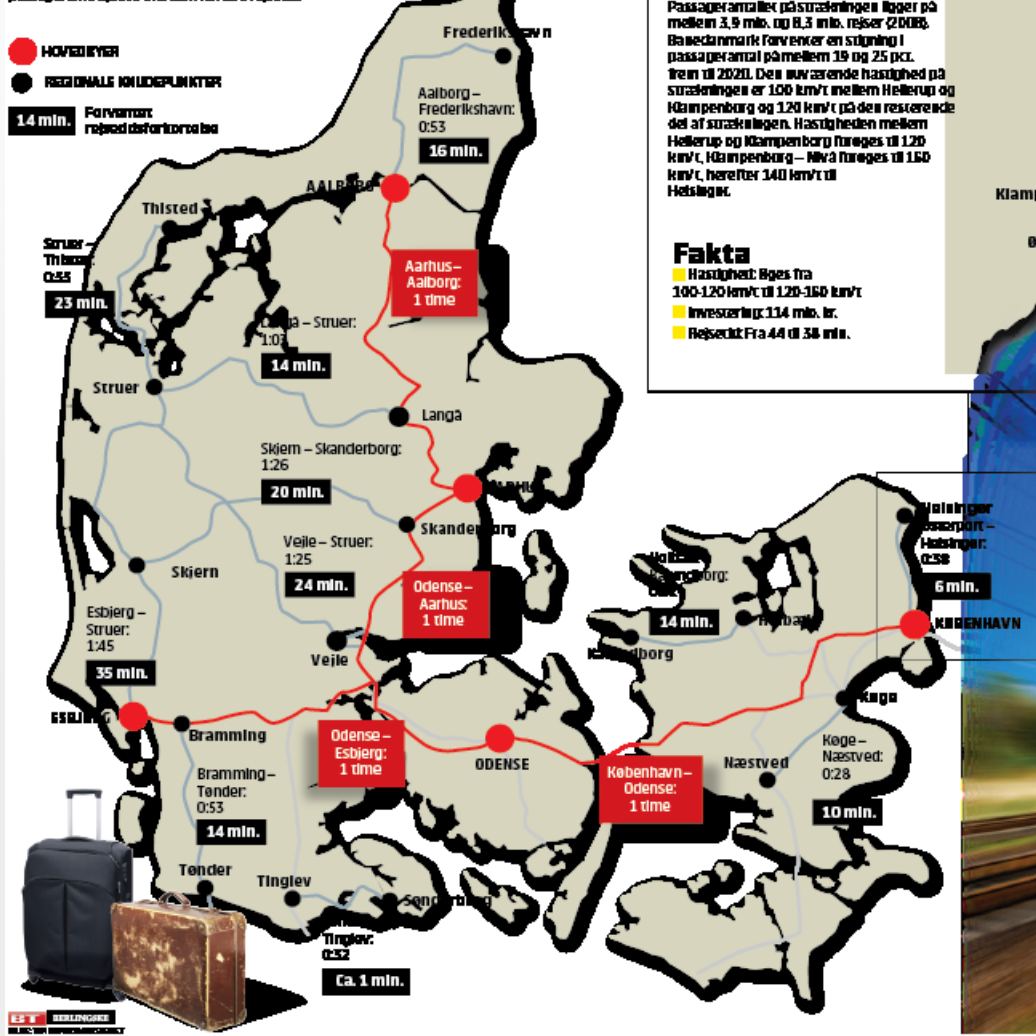 HOVEDBYER
REGIONALE KNUDEPUNKTER
14 min.
Forventet
rejsetidsforkortelse
Passagerantallet på strækningen ligger på
mellem 3,9 mio. og 8,3 mio. rejser (2008).
Banedanmark forventer en stigning i
passagerantal på mellem 19 og 25 pct.
frem til 2020. Den nuværende hastighed på
strækningen er 100 km/t mellem Hellerup og
Klampenborg og 120 km/t på den resterende
del af strækningen. Hastigheden mellem
Hellerup og Klampenborg forøges til 120
km/t, Klampenborg – Nivå forøges til 160
km/t, herefter 140 km/t til
Helsingør.
Klamp
Ø
Fakta
Hastighed: Øges fra
100-120 km/t til 120-160 km/t
Investering: 114 mio. kr.
Rejsetid: Fra 44 til 38 min.
Frederikshavn
Aalborg –
Frederikshavn:
0:53
16 min.
AALBORG
Thisted
Struer –
Thisted:
23 min.
Aarhus–
Aalborg:
1 time
Langå – Struer:
14 min.
Struer
Langå
Skjern – Skanderborg:
1:26
20 min.
AARHUS
Skanderborg
Vejle – Struer:
1:25
24 min.
Skjern
Odense –
Aarhus:
1 time
Esbjerg –
Struer:
1:45
35 min.
Vejle
ESBJERG
Bramming
Odense –
Esbjerg:
1 time
ODENSE
Bramming–
Tønder:
0:53
14 min.
Tønder
Tinglev
Sønderborg
Tinglev:
0:32
Ca. 1 min.
Helsingør
Østerport –
Helsingør:
0:38
6 min.
KØBENHAVN
14 min.
Holbæk
Kalundborg
Køge
Køge –
Næstved:
0:28
10 min.
Næstved
København–
Odense:
1 time
BT
BERLINGSKE